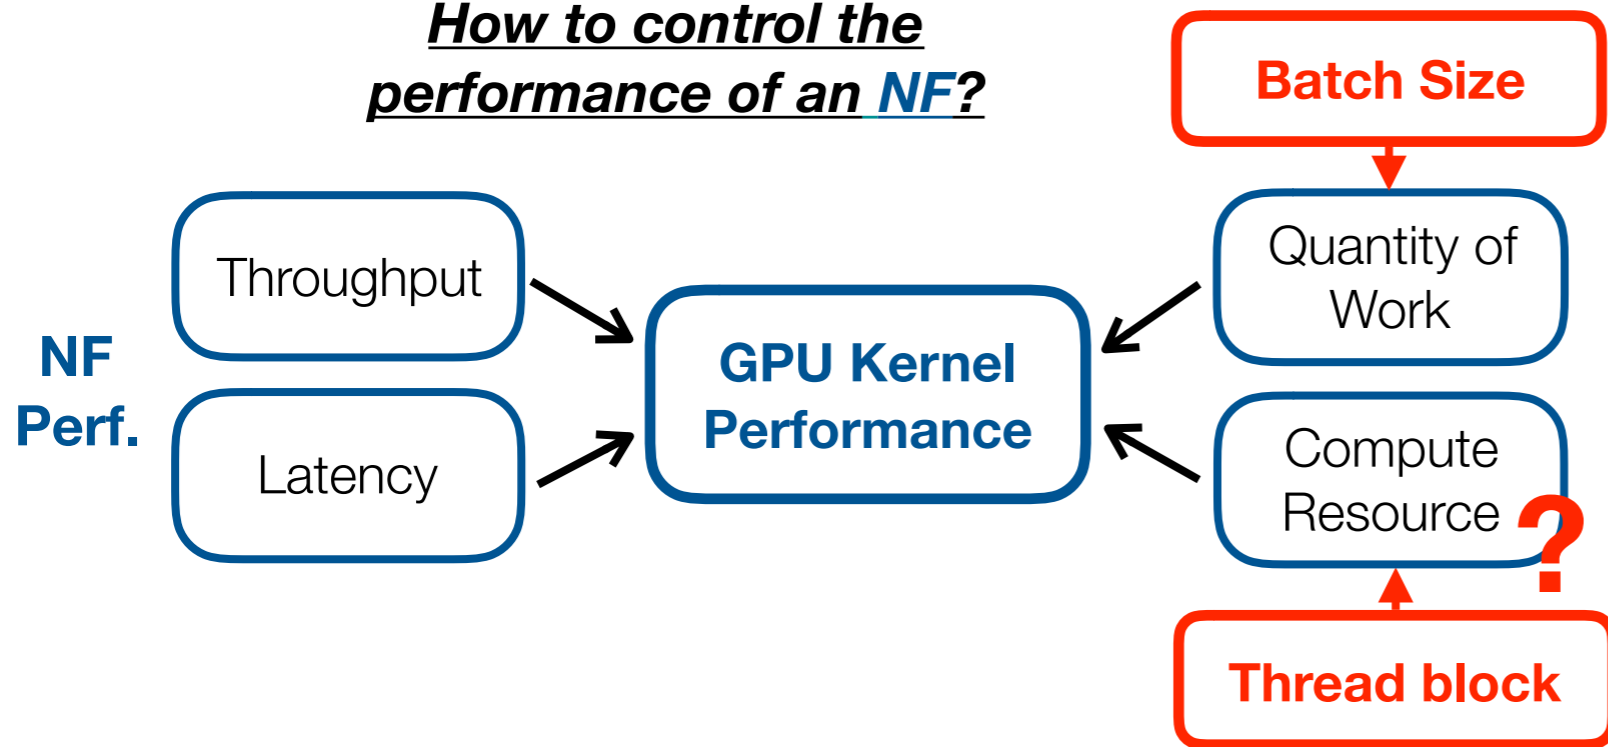 How to control the
performance of an NF?
Batch Size
Throughput
Quantity of
Work
NF
Perf.
GPU Kernel
Performance
Latency
Compute
Resource
?
Thread block